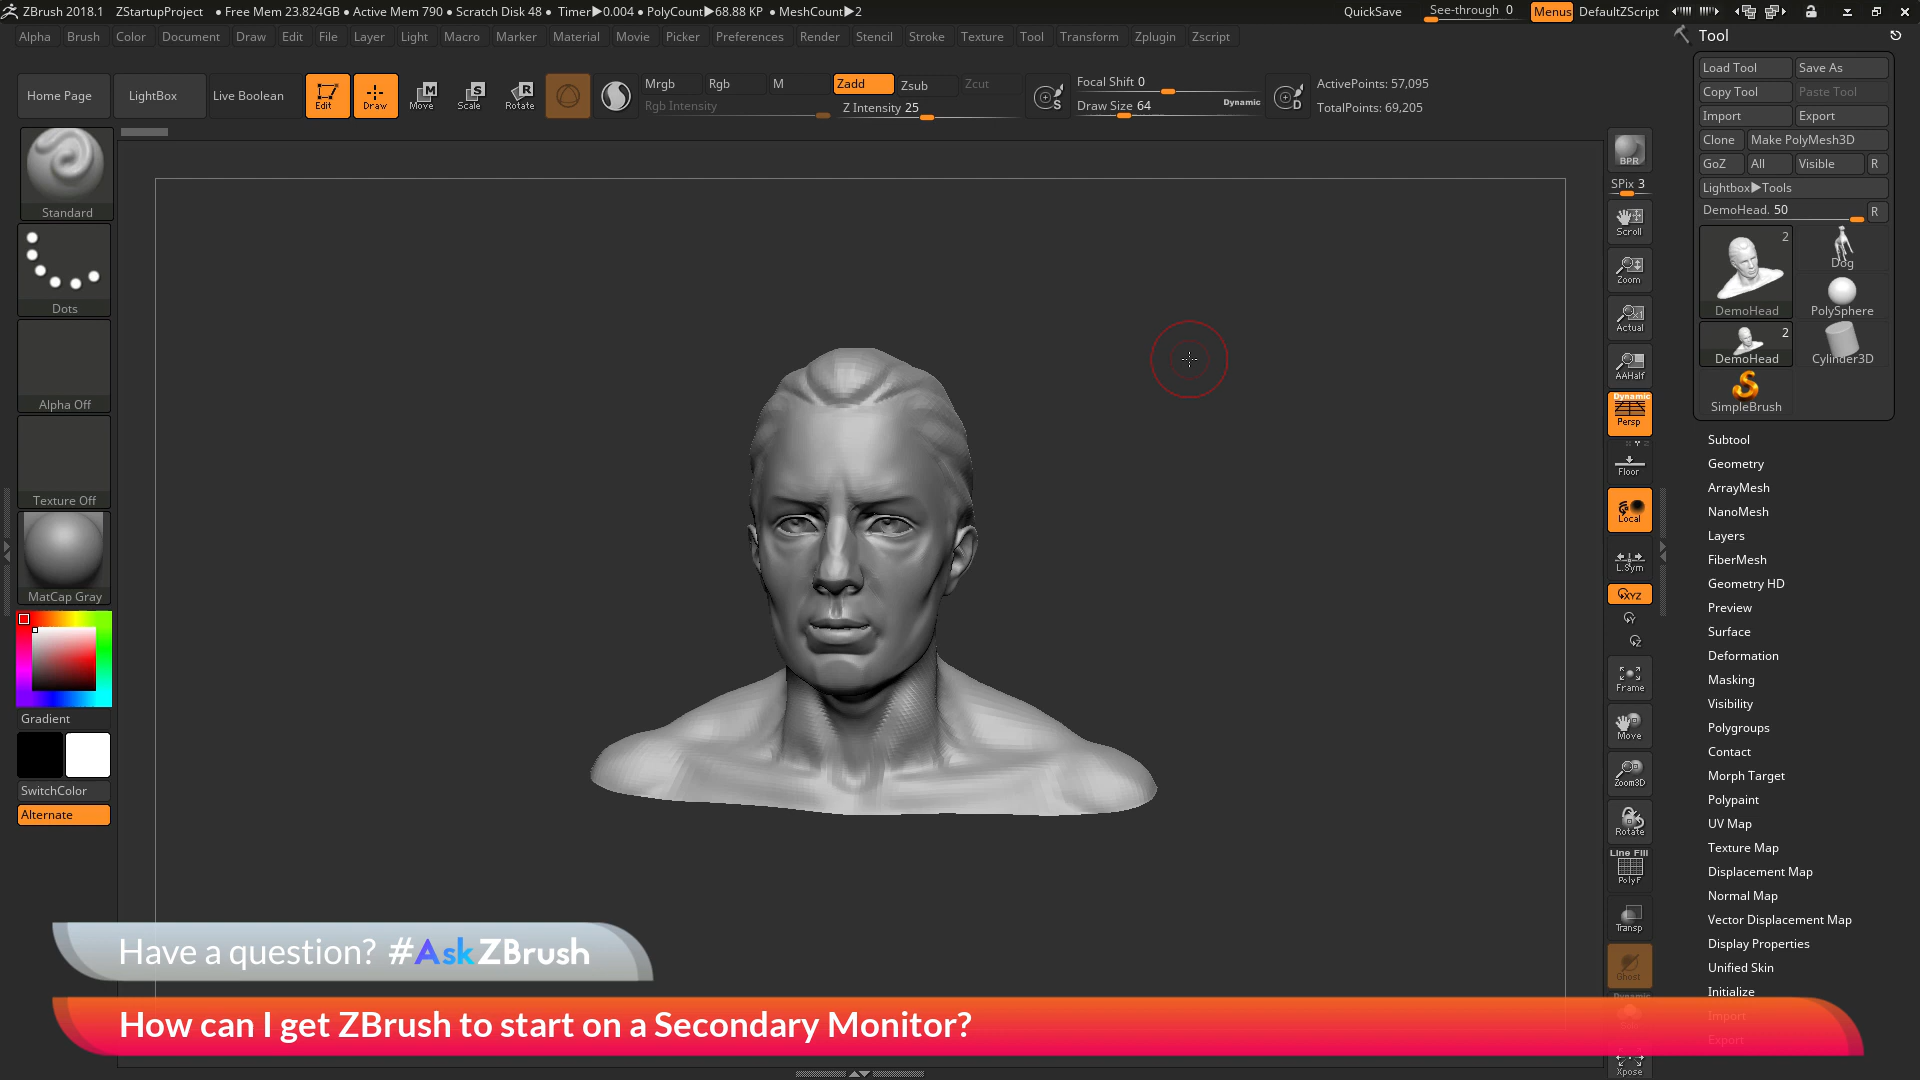 ZBrush 2018.1 ZStartupProject • Free Mem 23.824GB • Active Mem 790 • Scratch Disk 48 • Timer▶0.004 • PolyCount▶68.88 KP • MeshCount▶2 QuickSave See-through 0 Menus DefaultZScript
Alpha Brush Color Document Draw Edit File Layer Light Macro Marker Material Movie Picker Preferences Render Stencil Stroke Texture Tool Transform Zplugin Zscript
Home Page LightBox Live Boolean Edit Draw Move Scale Rotate
Mrgb Rgb M Zadd Zsub Zcut
Rgb Intensity Z Intensity 25
S Focal Shift 0
Draw Size 64 Dynamic
D ActivePoints: 57,095
TotalPoints: 69,205
Standard
Dots
Alpha Off
Texture Off
MatCap Gray
Gradient
SwitchColor
Alternate
BPR
SPix 3
Scroll
Zoom
Actual
AAHalf
Dynamic
Persp
Floor
Local
L.Sym
XYZ
Y
Z
Frame
Move
Zoom3D
Rotate
Line Fill
PolyF
Transp
Ghost
Dynamic
Xpose
Tool
Load Tool Save As
Copy Tool Paste Tool
Import Export
Clone Make PolyMesh3D
GoZ All Visible R
Lightbox▶Tools
DemoHead. 50 R
2
DemoHead
Dog
PolySphere
2
DemoHead
Cylinder3D
SimpleBrush
Subtool
Geometry
ArrayMesh
NanoMesh
Layers
FiberMesh
Geometry HD
Preview
Surface
Deformation
Masking
Visibility
Polygroups
Contact
Morph Target
Polypaint
UV Map
Texture Map
Displacement Map
Normal Map
Vector Displacement Map
Display Properties
Unified Skin
Initialize
Import
Export
Have a question? #AskZBrush
How can I get ZBrush to start on a Secondary Monitor?